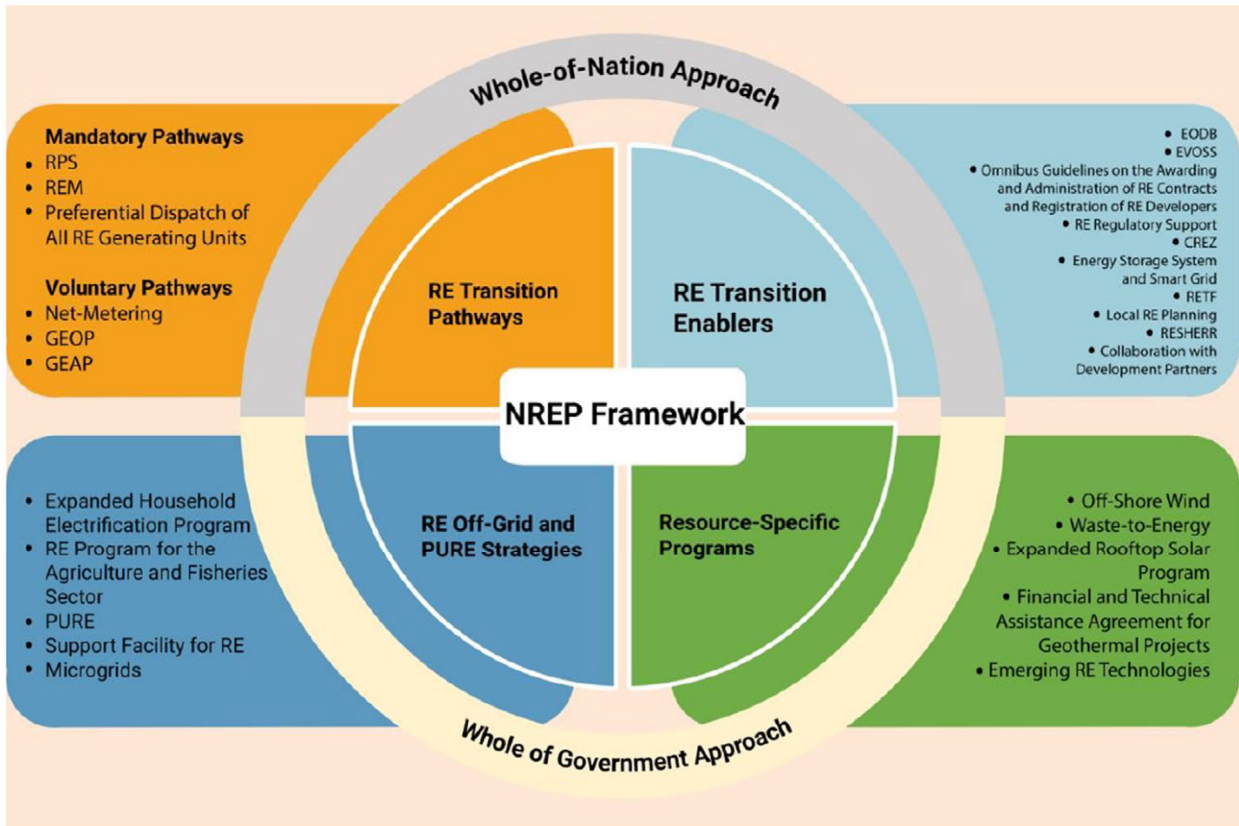 Whole-of-Nation Approach
Mandatory Pathways
• RPS
• REM
• Preferential Dispatch of
All RE Generating Units
Voluntary Pathways
• Net-Metering
• GEOP
• GEAP
RE Transition
Pathways
RE Transition
Enablers
• EODB
• EVOSS
• Omnibus Guidelines on the Awarding
and Administration of RE Contracts
and Registration of RE Developers
• RE Regulatory Support
• CREZ
• Energy Storage System
and Smart Grid
• RETF
• Local RE Planning
• RESHERR
• Collaboration with
Development Partners
NREP Framework
• Expanded Household
Electrification Program
• RE Program for the
Agriculture and Fisheries
Sector
• PURE
• Support Facility for RE
• Microgrids
RE Off-Grid and
PURE Strategies
Resource-Specific
Programs
• Off-Shore Wind
• Waste-to-Energy
• Expanded Rooftop Solar
Program
• Financial and Technical
Assistance Agreement for
Geothermal Projects
• Emerging RE Technologies
Whole of Government Approach